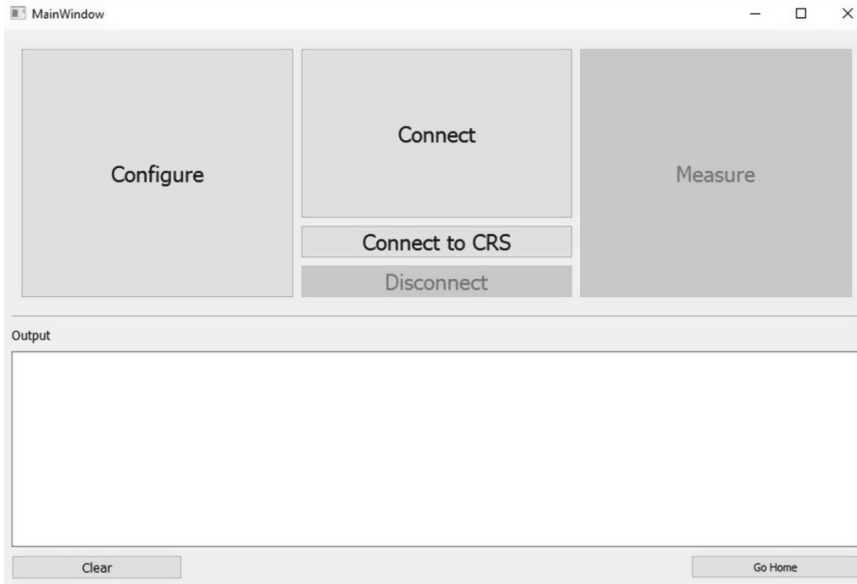 MainWindow
Configure
Connect
Connect to CRS
Disconnect
Measure
Output
Clear
Go Home